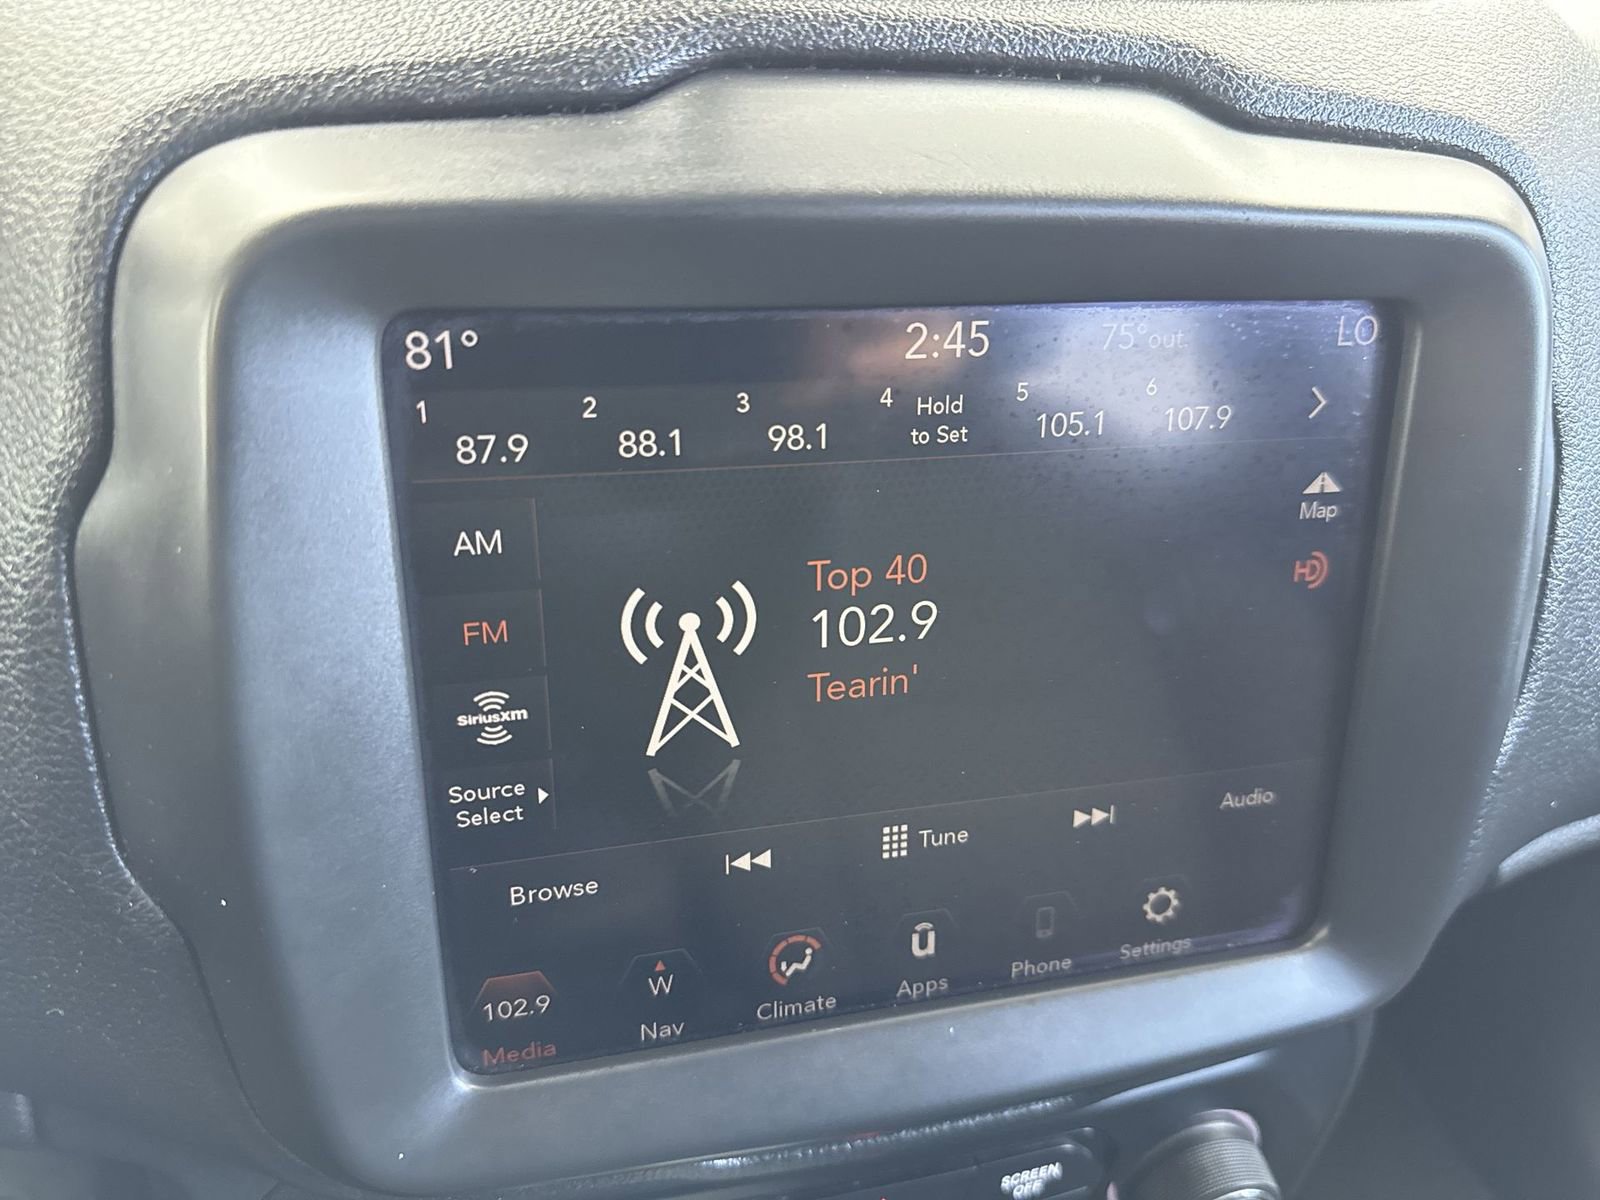 81° 2:45 75° out. LO
1 87.9 2 88.1 3 98.1 4 Hold to Set 5 105.1 6 107.9
Map
HD
AM
FM
SiriusXM
Source
Select
Top 40
102.9
Tearin'
Browse Tune Audio
102.9 W
Media Nav Climate Apps Phone Settings
SCREEN
OFF